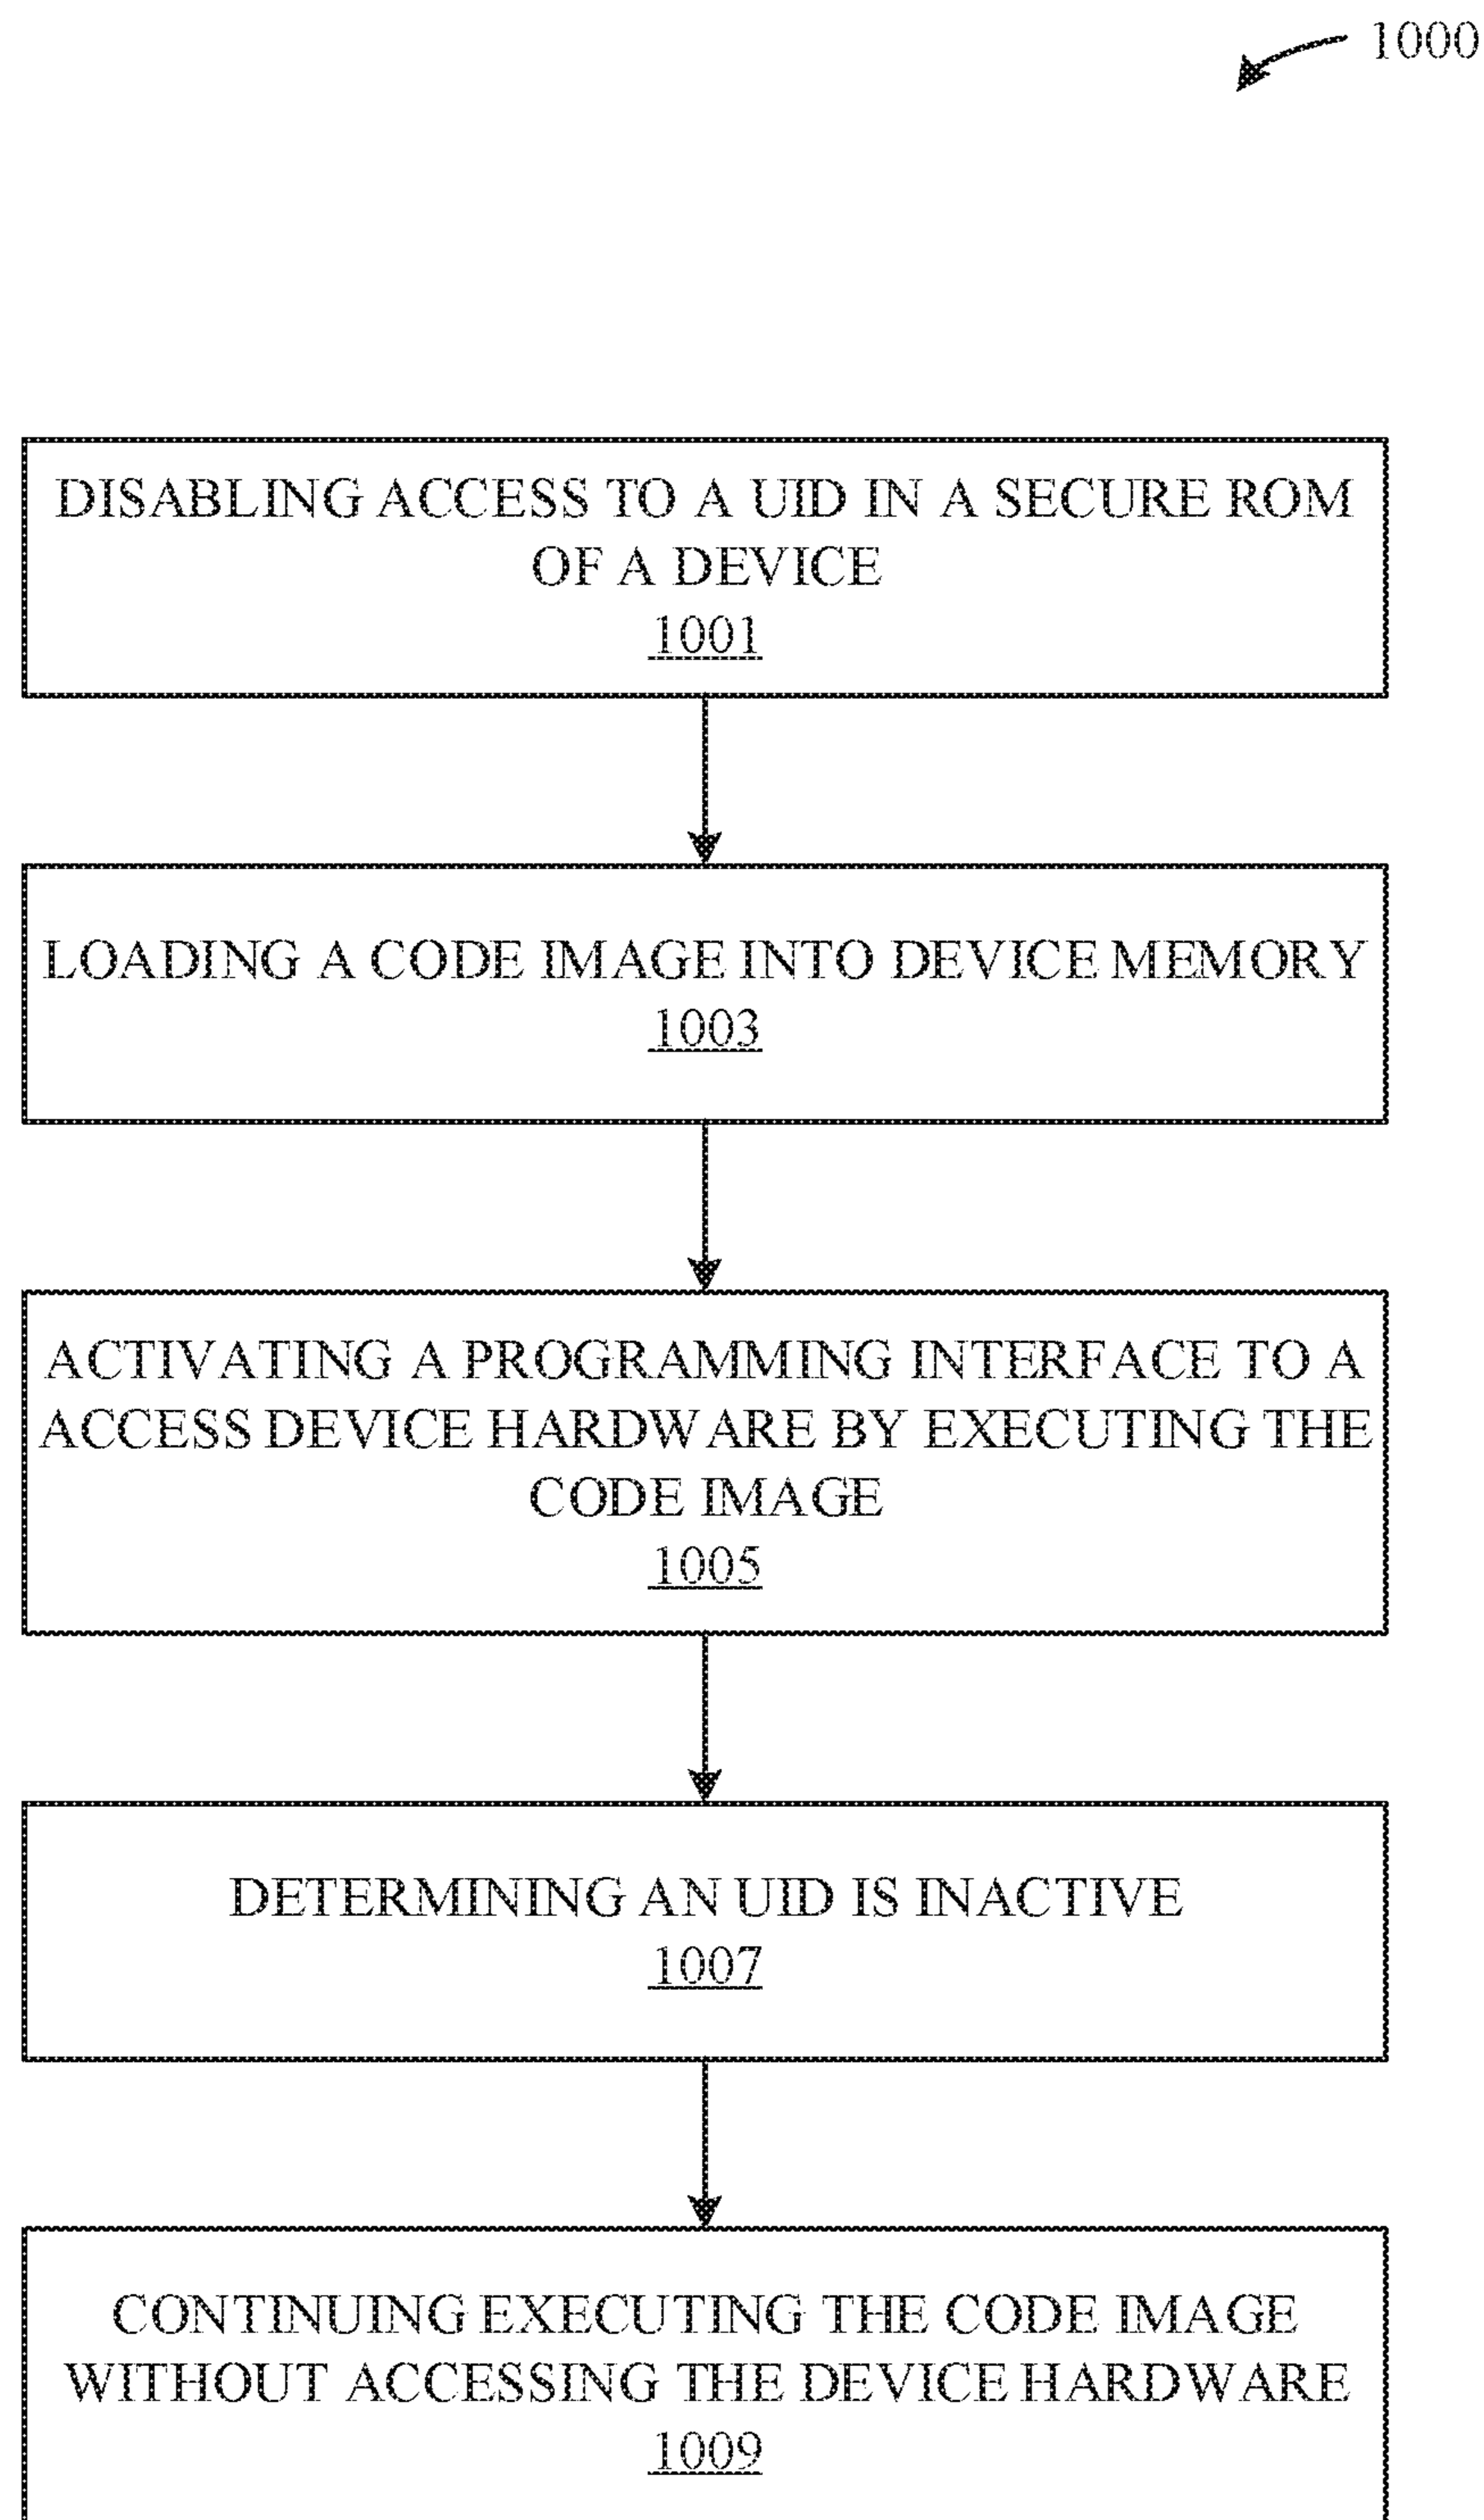 1000
DISABLING ACCESS TO A UID IN A SECURE ROM
OF A DEVICE
1001
LOADING A CODE IMAGE INTO DEVICE MEMORY
1003
ACTIVATING A PROGRAMMING INTERFACE TO A
ACCESS DEVICE HARDWARE BY EXECUTING THE
CODE IMAGE
1005
DETERMINING AN UID IS INACTIVE
1007
CONTINUING EXECUTING THE CODE IMAGE
WITHOUT ACCESSING THE DEVICE HARDWARE
1009